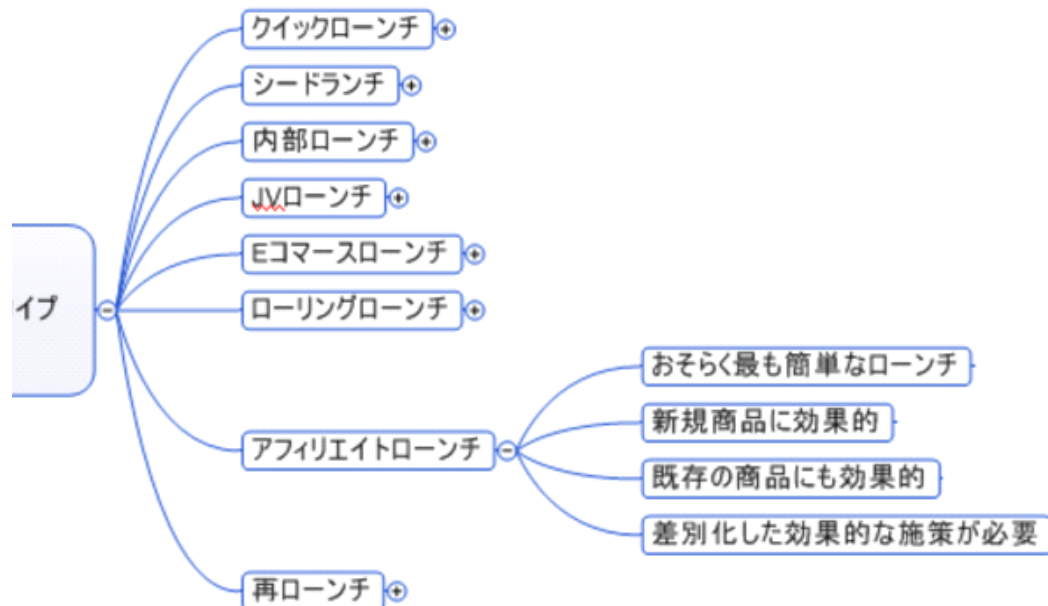 クイックローンチ
シードランチ
内部ローンチ
JVローンチ
Eコマースローンチ
ローリングローンチ
イプ
アフィリエイトローンチ
おそらく最も簡単なローンチ
新規商品に効果的
既存の商品にも効果的
差別化した効果的な施策が必要
再ローンチ